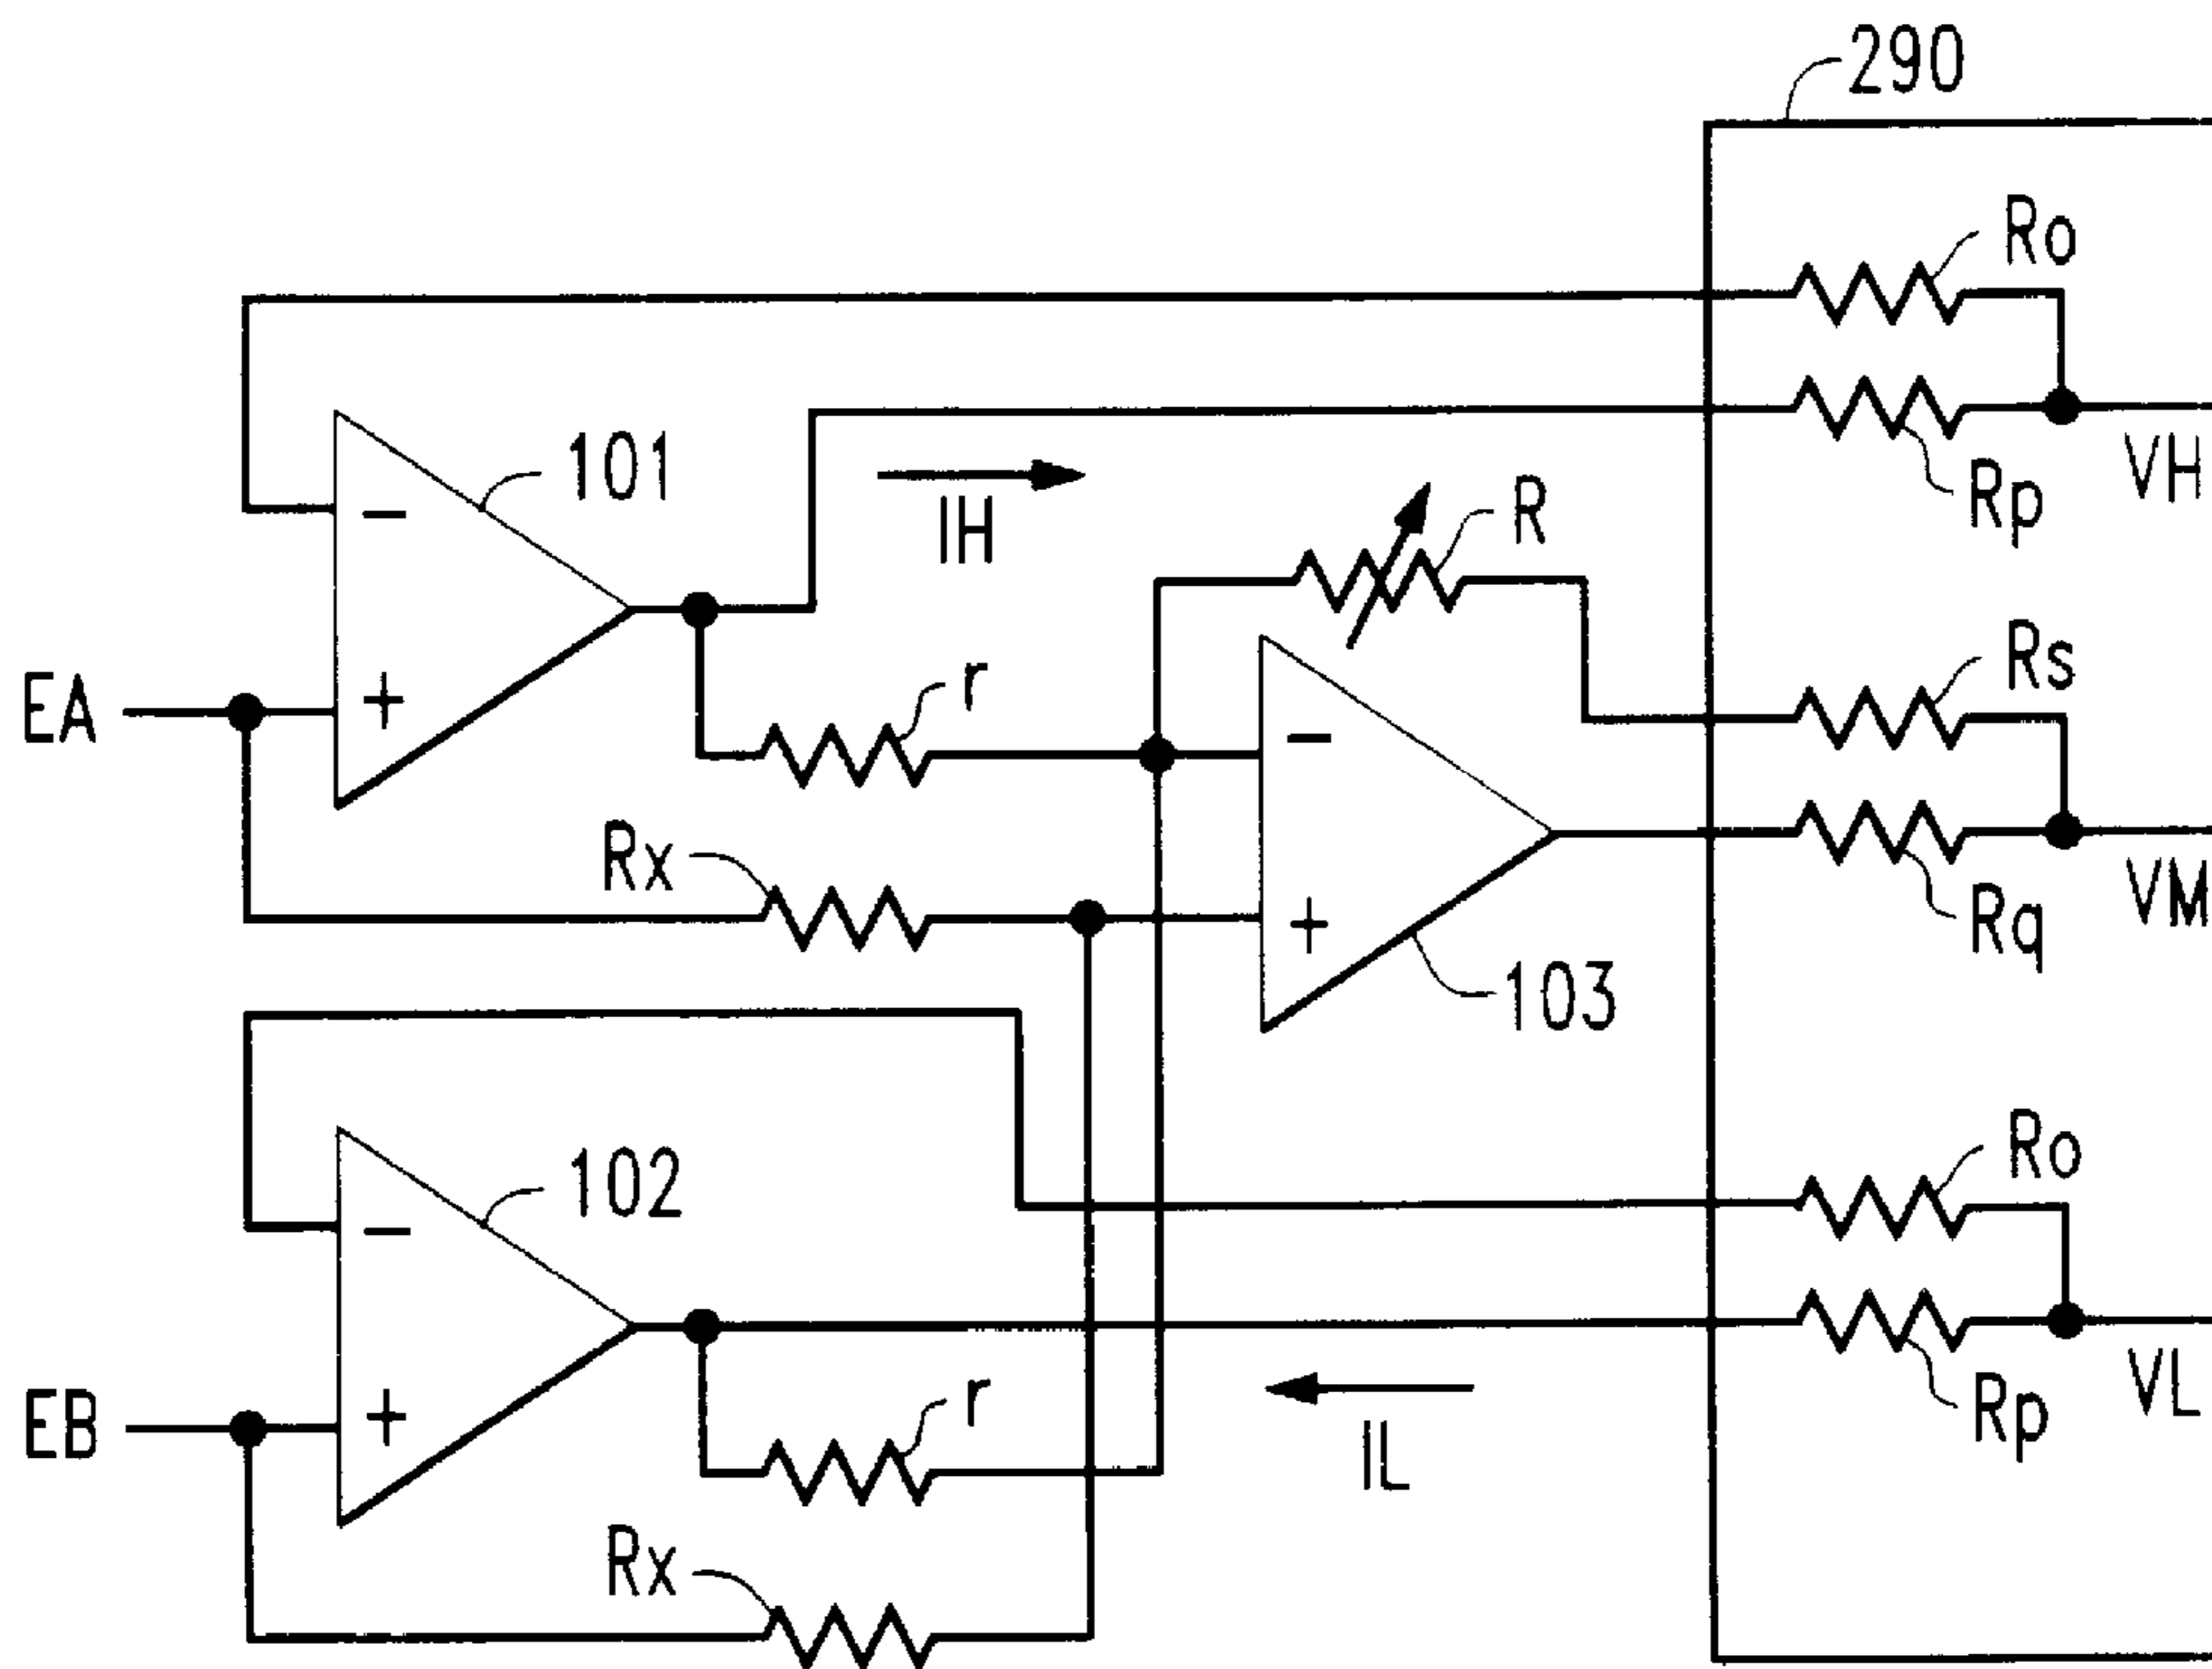 290
Ro
Rp
VH
101
IH
R
EA
-
+
r
-
+
Rx
103
Rs
Rq
VM
102
EB
-
+
r
Rx
IL
Ro
Rp
VL